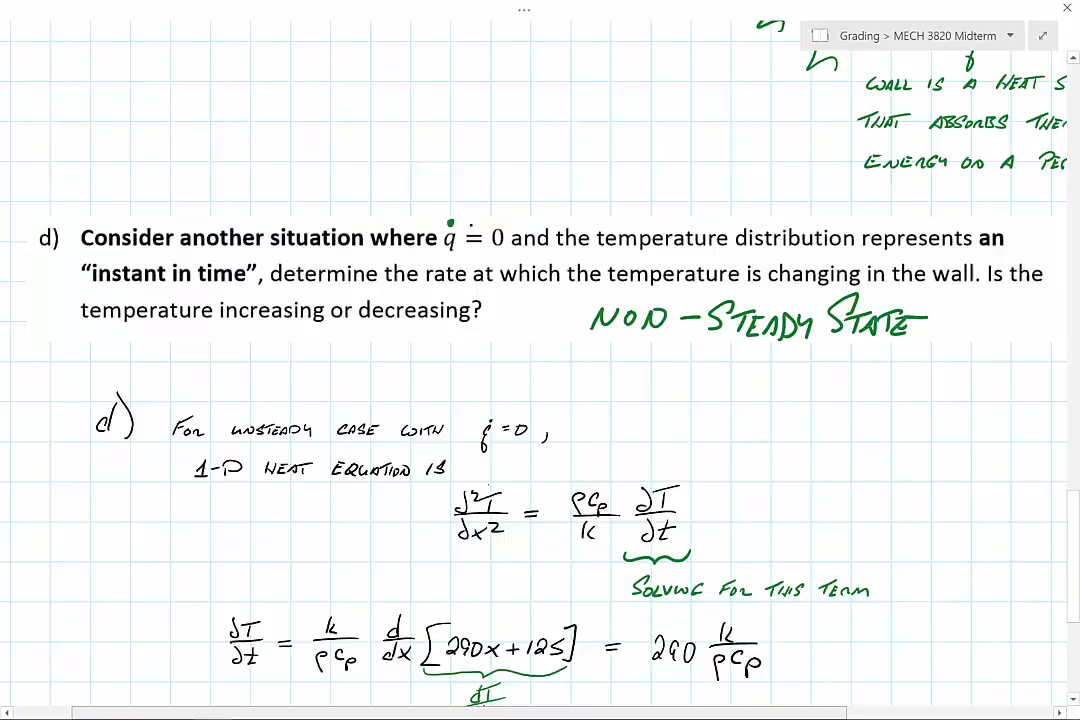 ...
Grading > MECH 3820 Midterm
WALL IS A HEAT S
THAT ABSORBS THE
ENERGY ON A PE
d) Consider another situation where q̇ = 0 and the temperature distribution represents an
“instant in time”, determine the rate at which the temperature is changing in the wall. Is the
temperature increasing or decreasing?
NON-STEADY STATE
d) FOR UNSTEADY CASE WITH q̇ = 0,
1-D HEAT EQUATION IS
∂²T/∂x² = ρCp/k ∂T/∂t
SOLVING FOR THIS TERM
∂T/∂t = k/ρCp d/dx [290x + 125] = 290 k/ρCp
dT